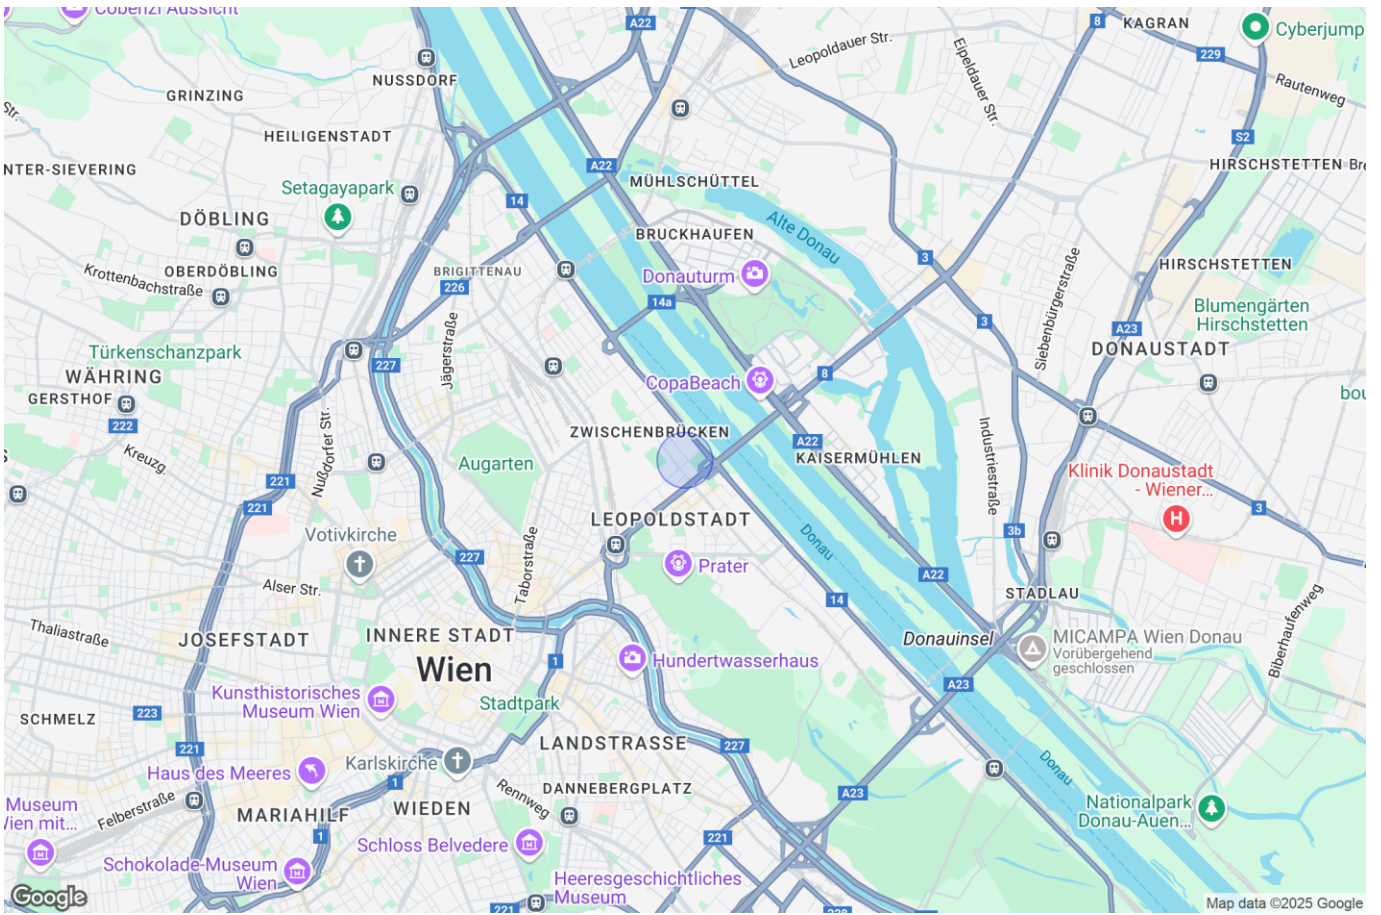 Cobenzl Aussicht
A22
8
KAGRAN
Cyberjump
229
Leopoldauer Str.
Eipeldauer Str.
NUSSDORF
Rautenweg
GRINZING
Str.
HEILIGENSTADT
S2
NTER-SIEVERING
A22
HIRSCHSTETTEN Bre
Setagayapark
MÜHLSCHÜTTEL
14
DÖBLING
Alte Donau
BRUCKHAUFEN
3
Siebenbürgerstraße
HIRSCHSTETTEN
OBERDÖBLING
BRIGITTENAU
Krottenbachstraße
226
Donauturm
14a
Blumengärten
Hirschstetten
3
A23
Jägerstraße
Türkenschanzpark
DONAUSTADT
227
WÄHRING
8
CopaBeach
GERSTHOF
bou
222
ZWISCHENBRÜCKEN
A22
Nußdorfer Str.
Industriestraße
Kreuzg.
Augarten
KAISERMÜHLEN
S
Klinik Donaustadt
- Wiener...
221
221
3
LEOPOLDSTADT
Votivkirche
Donau
3b
227
Taborstraße
Prater
A22
Alser Str.
STADLAU
14
Thaliastraße
JOSEFSTADT
INNERE STADT
Donauinsel
MICAMPA Wien Donau
Vorübergehend
geschlossen
Biberhaufenweg
Wien
1
Hundertwasserhaus
A23
Kunsthistorisches
Museum Wien
Stadtpark
SCHMELZ
223
221
LANDSTRASSE
227
Karlskirche
Donau
Haus des Meeres
1
Rennweg
DANNEBERGPLATZ
A23
Museum
Wien mit...
Felberstraße
MARIAHILF
WIEDEN
Nationalpark
Donau-Auen...
1
221
Schloss Belvedere
Schokolade-Museum
Wien
Heeresgeschichtliches
Museum
221
228
Google
Map data ©2025 Google